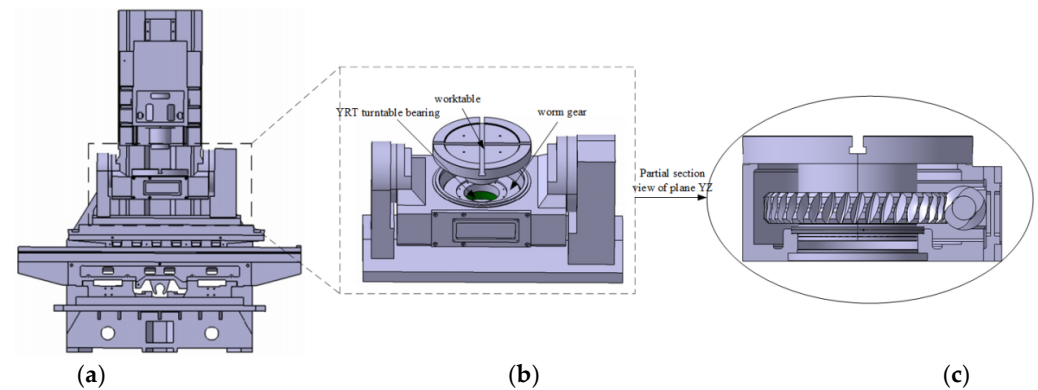 worktable
YRT turntable bearing
worm gear
Partial section
view of plane YZ
(a)
(b)
(c)